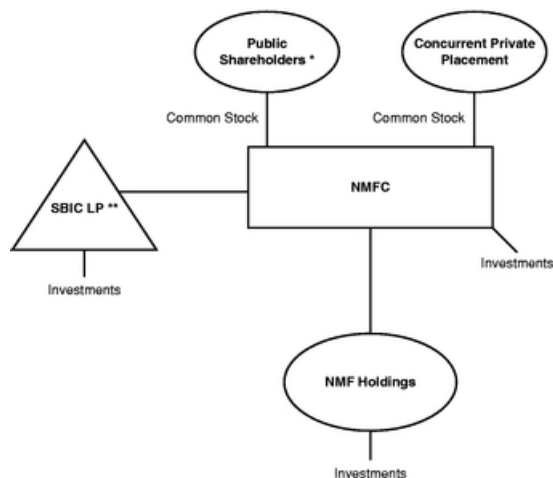 Public
Shareholders *
Concurrent Private
Placement
Common Stock
Common Stock
NMFC
SBIC LP **
Investments
Investments
NMF Holdings
Investments